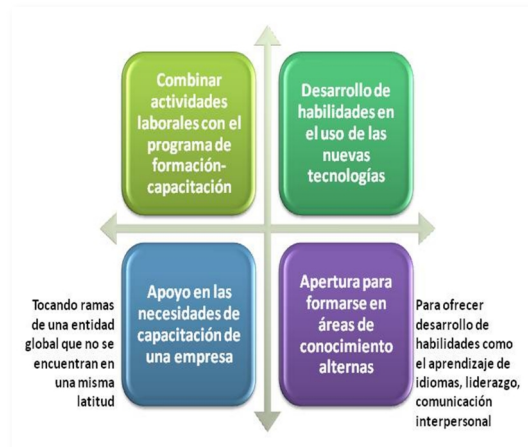 Combinar
actividades
laborales con el
programa de
formación-
capacitación
Desarrollo de
habilidades en
el uso de las
nuevas
tecnologías
Tocando ramas
de una entidad
global que no se
encuentran en
una misma
latitud
Apoyo en las
necesidades de
capacitación de
una empresa
Apertura para
formarse en
áreas de
conocimiento
alternas
Para ofrecer
desarrollo de
habilidades como
el aprendizaje de
idiomas, liderazgo,
comunicación
interpersonal